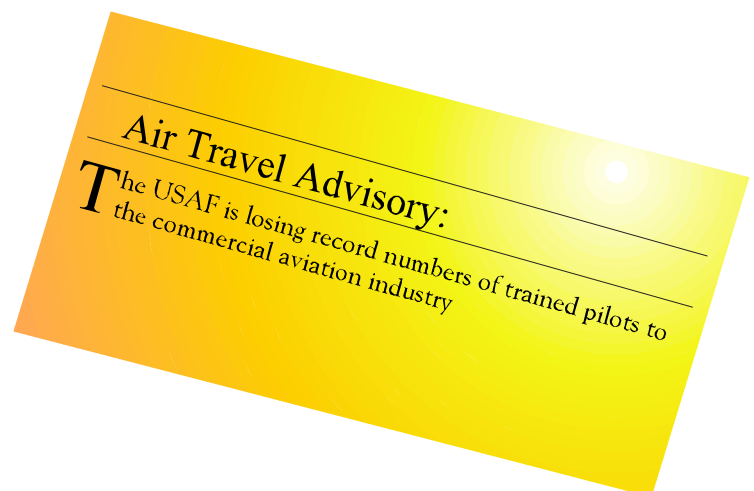 Air Travel Advisory:
The USAF is losing record numbers of trained pilots to
the commercial aviation industry